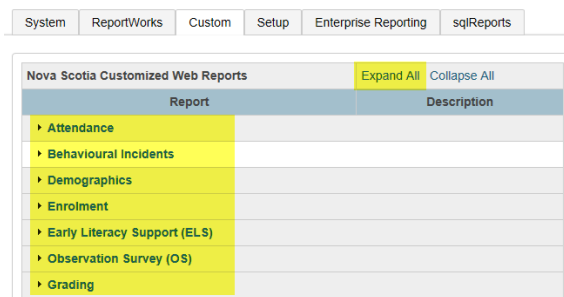 System ReportWorks Custom Setup Enterprise Reporting sqlReports
Nova Scotia Customized Web Reports Expand All Collapse All
Report Description
Attendance
Behavioural Incidents
Demographics
Enrolment
Early Literacy Support (ELS)
Observation Survey (OS)
Grading